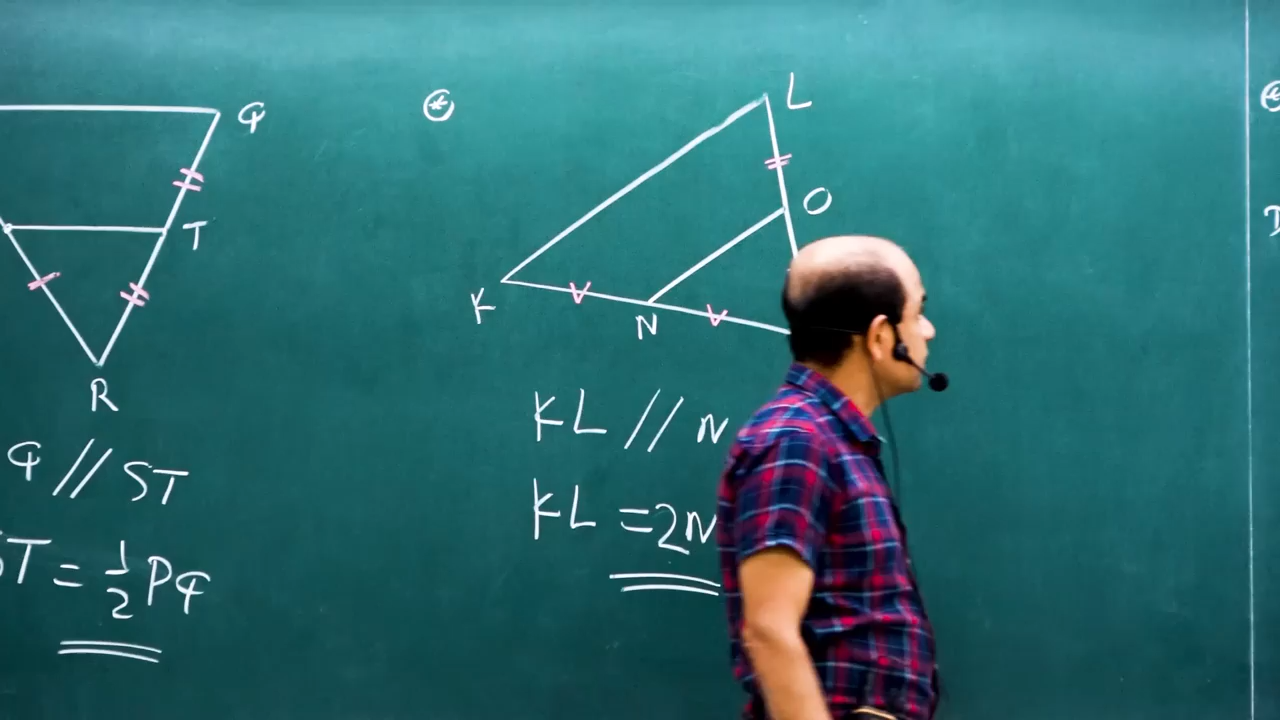 Q
T
R
Q // ST
T = 1/2 PQ
⊛
L
O
K
N
KL // N
KL = 2N